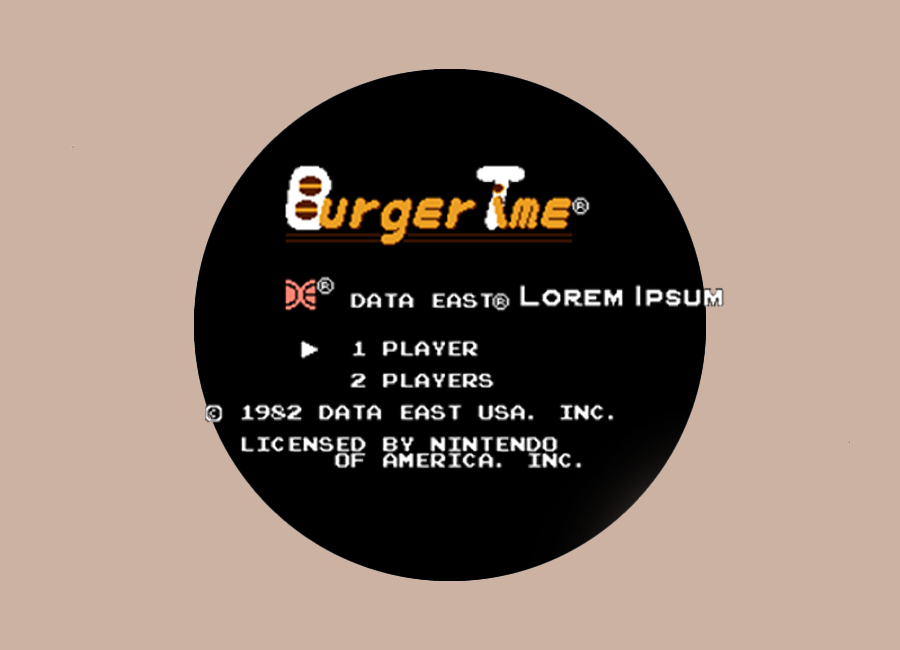 BurgerTime®
® DATA EAST® Lorem Ipsum
▶ 1 PLAYER
2 PLAYERS
© 1982 DATA EAST USA. INC.
LICENSED BY NINTENDO
OF AMERICA. INC.